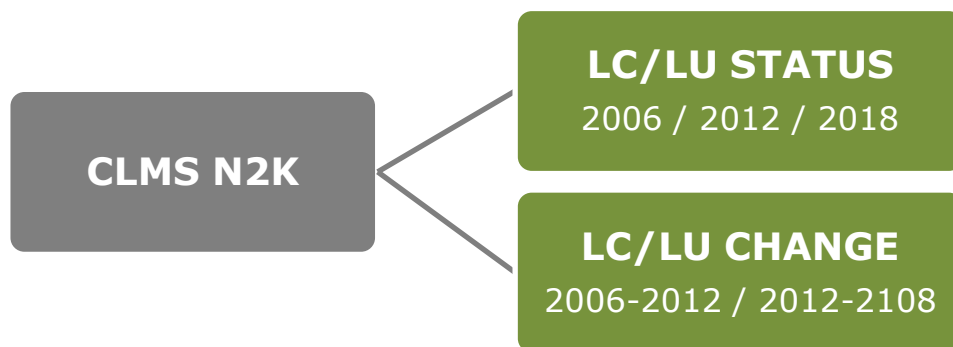 CLMS N2K
LC/LU STATUS
2006 / 2012 / 2018
LC/LU CHANGE
2006-2012 / 2012-2108